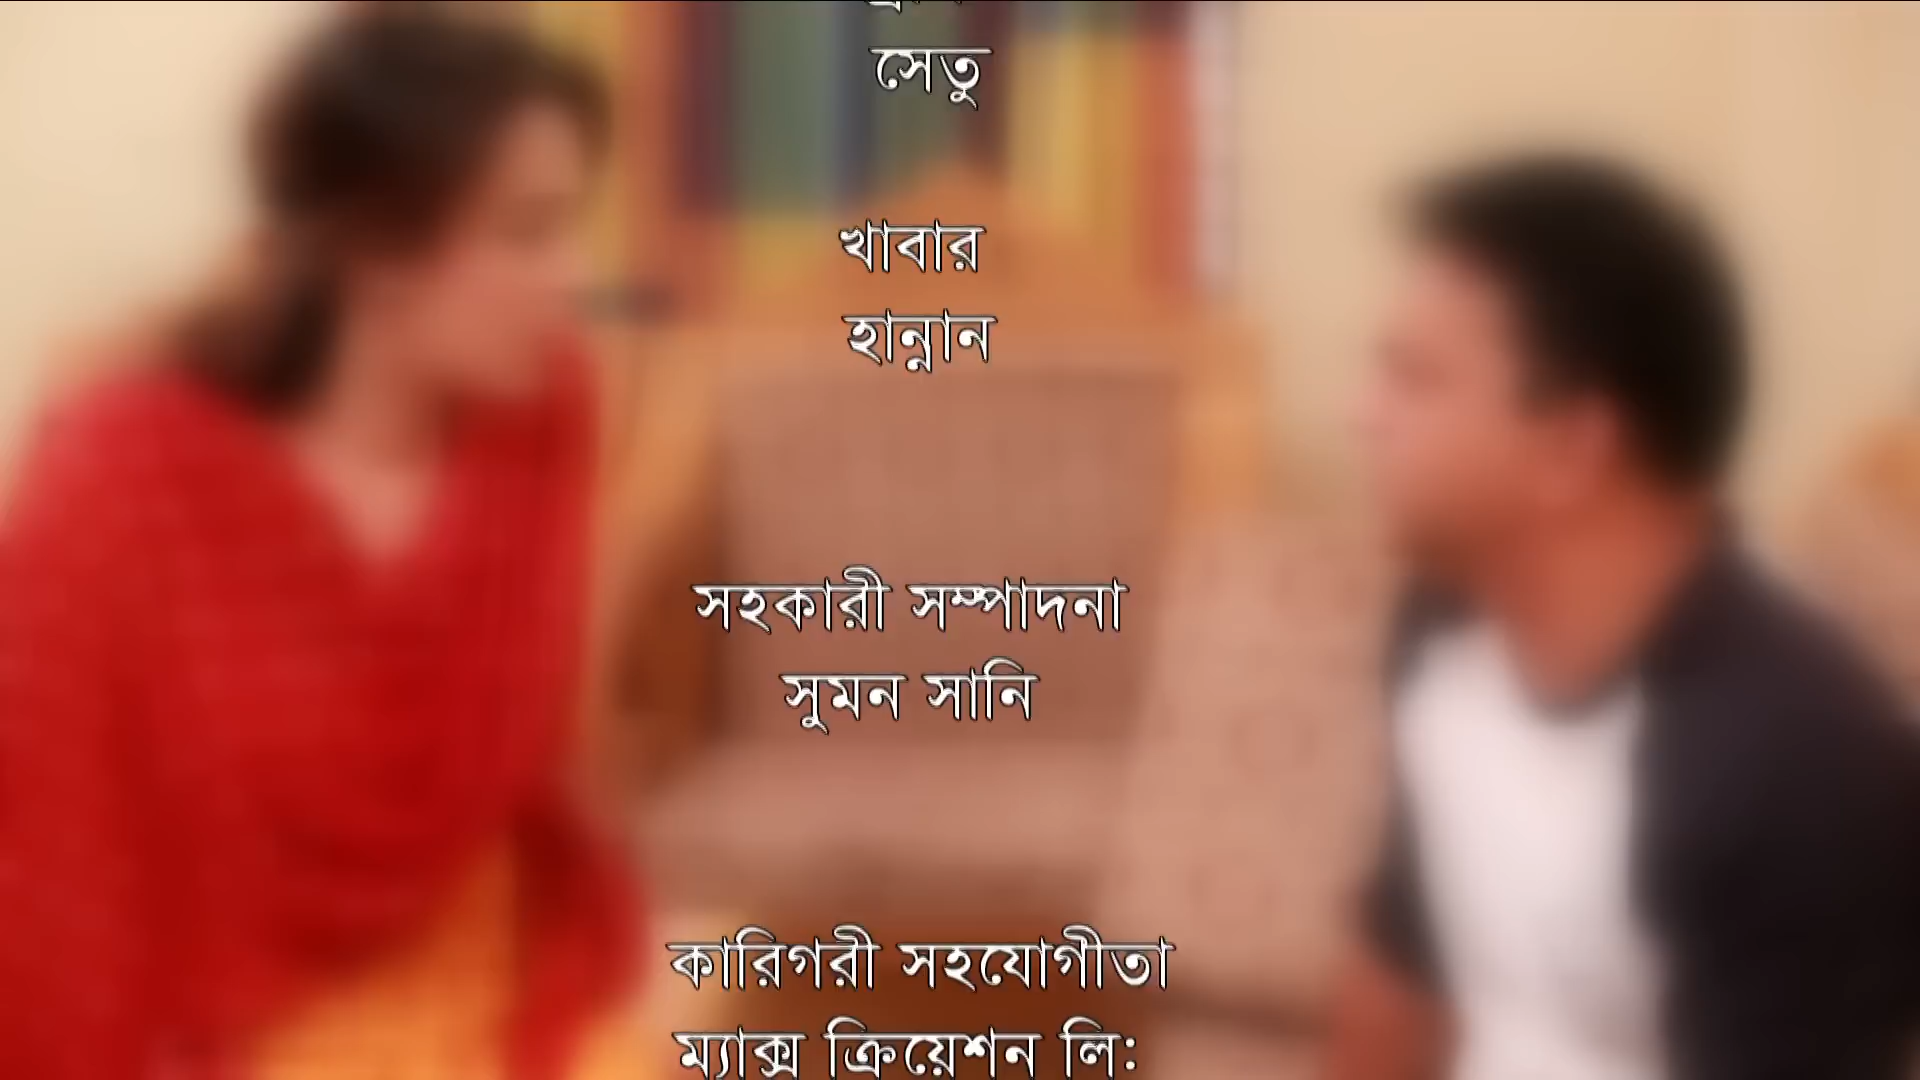 সেতু
খাবার
হান্নান
সহকারী সম্পাদনা
সুমন সানি
কারিগরী সহযোগীতা
ম্যাক্স ক্রিয়েশন লি: